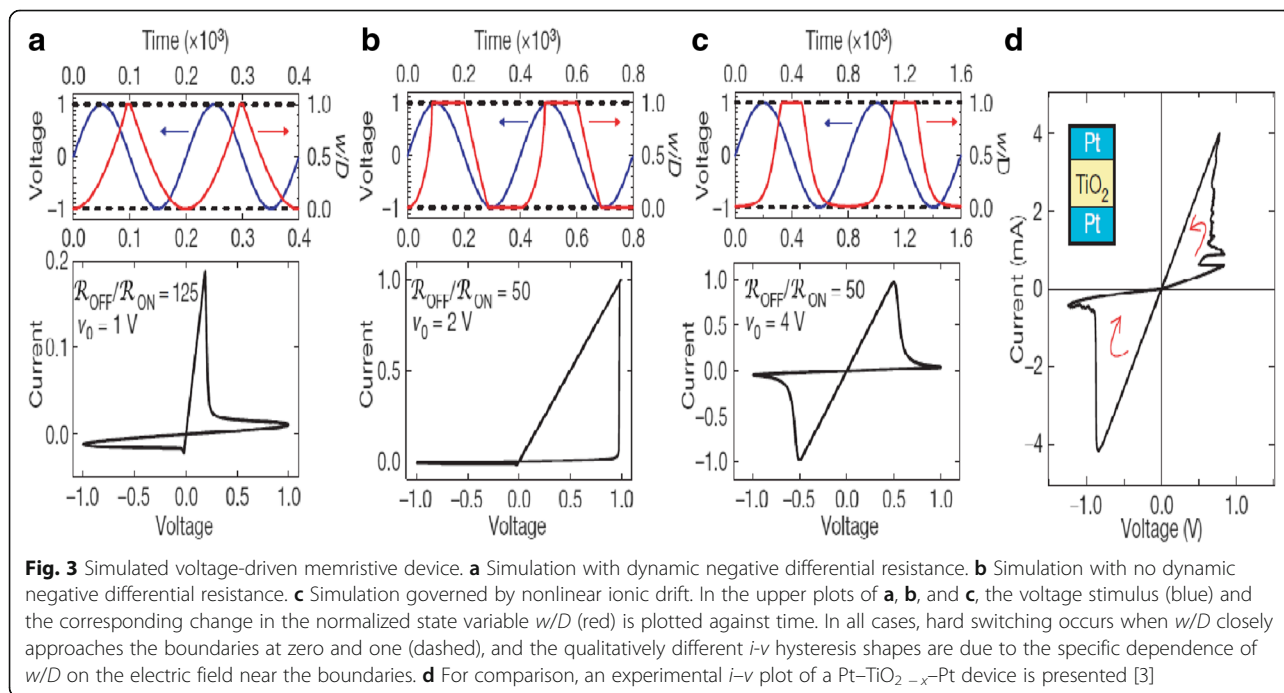 a
Time (×10³)
0.0 0.1 0.2 0.3 0.4
Voltage
1
0
−1
1.0
0.5
0.0
w/D
0.0 0.1 0.2 0.3 0.4
0.2
0.1
0.0
Current
ROFF/RON = 125
v0 = 1 V
−1.0 −0.5 0.0 0.5 1.0
Voltage
b
Time (×10³)
0.0 0.2 0.4 0.6 0.8
Voltage
1
0
−1
1.0
0.5
0.0
w/D
0.0 0.2 0.4 0.6 0.8
1.0
0.5
0.0
Current
ROFF/RON = 50
v0 = 2 V
−1.0 −0.5 0.0 0.5 1.0
Voltage
c
Time (×10³)
0.0 0.4 0.8 1.2 1.6
Voltage
1
0
−1
1.0
0.5
0.0
w/D
0.0 0.4 0.8 1.2 1.6
1.0
0.5
0.0
−0.5
−1.0
Current
ROFF/RON = 50
v0 = 4 V
−1.0 −0.5 0.0 0.5 1.0
Voltage
d
Pt
TiO2
Pt
4
2
0
−2
−4
Current (mA)
−1.0 0.0 1.0
Voltage (V)
Fig. 3 Simulated voltage-driven memristive device. a Simulation with dynamic negative differential resistance. b Simulation with no dynamic
negative differential resistance. c Simulation governed by nonlinear ionic drift. In the upper plots of a, b, and c, the voltage stimulus (blue) and
the corresponding change in the normalized state variable w/D (red) is plotted against time. In all cases, hard switching occurs when w/D closely
approaches the boundaries at zero and one (dashed), and the qualitatively different i-v hysteresis shapes are due to the specific dependence of
w/D on the electric field near the boundaries. d For comparison, an experimental i–v plot of a Pt–TiO2 − x–Pt device is presented [3]